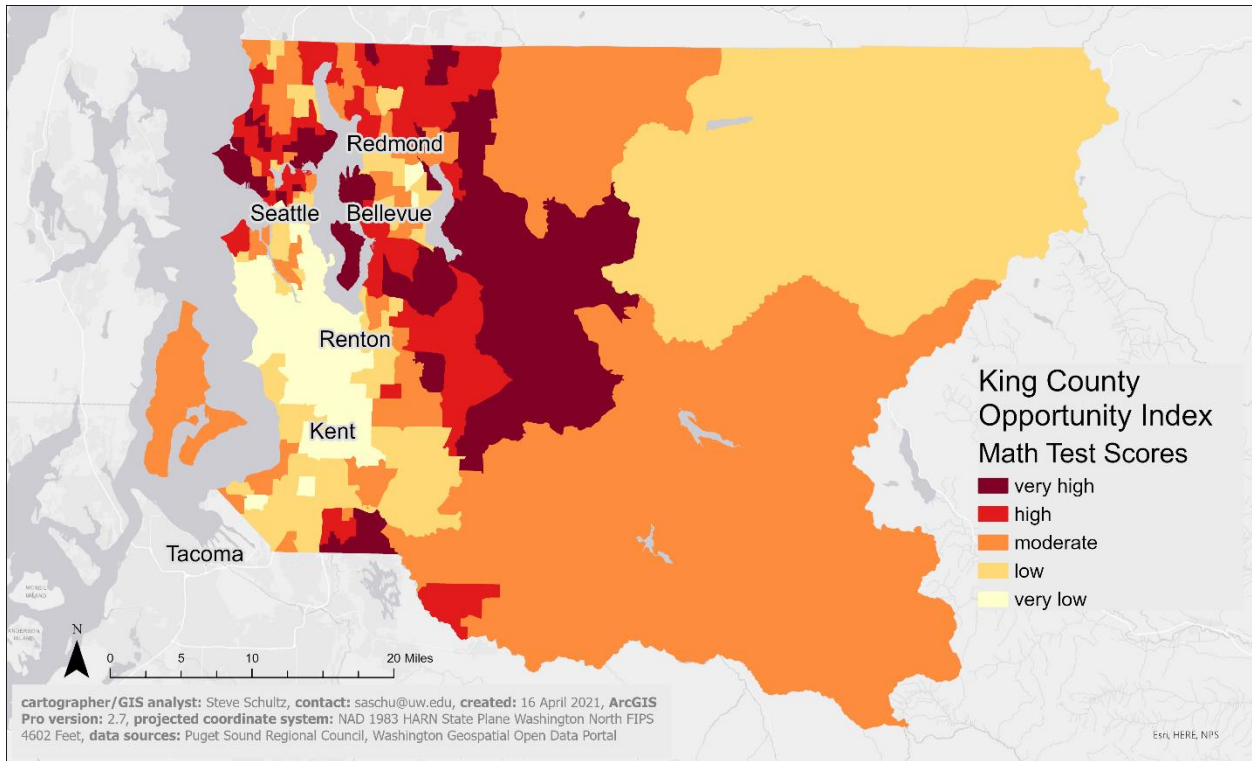 Redmond
Seattle
Bellevue
Renton
Kent
Tacoma
King County
Opportunity Index
Math Test Scores
very high
high
moderate
low
very low
N
0 5 10 20 Miles
cartographer/GIS analyst: Steve Schultz, contact: saschu@uw.edu, created: 16 April 2021, ArcGIS
Pro version: 2.7, projected coordinate system: NAD 1983 HARN State Plane Washington North FIPS
4602 Feet, data sources: Puget Sound Regional Council, Washington Geospatial Open Data Portal
Esri, HERE, NPS
ANDERSON
ISLAND